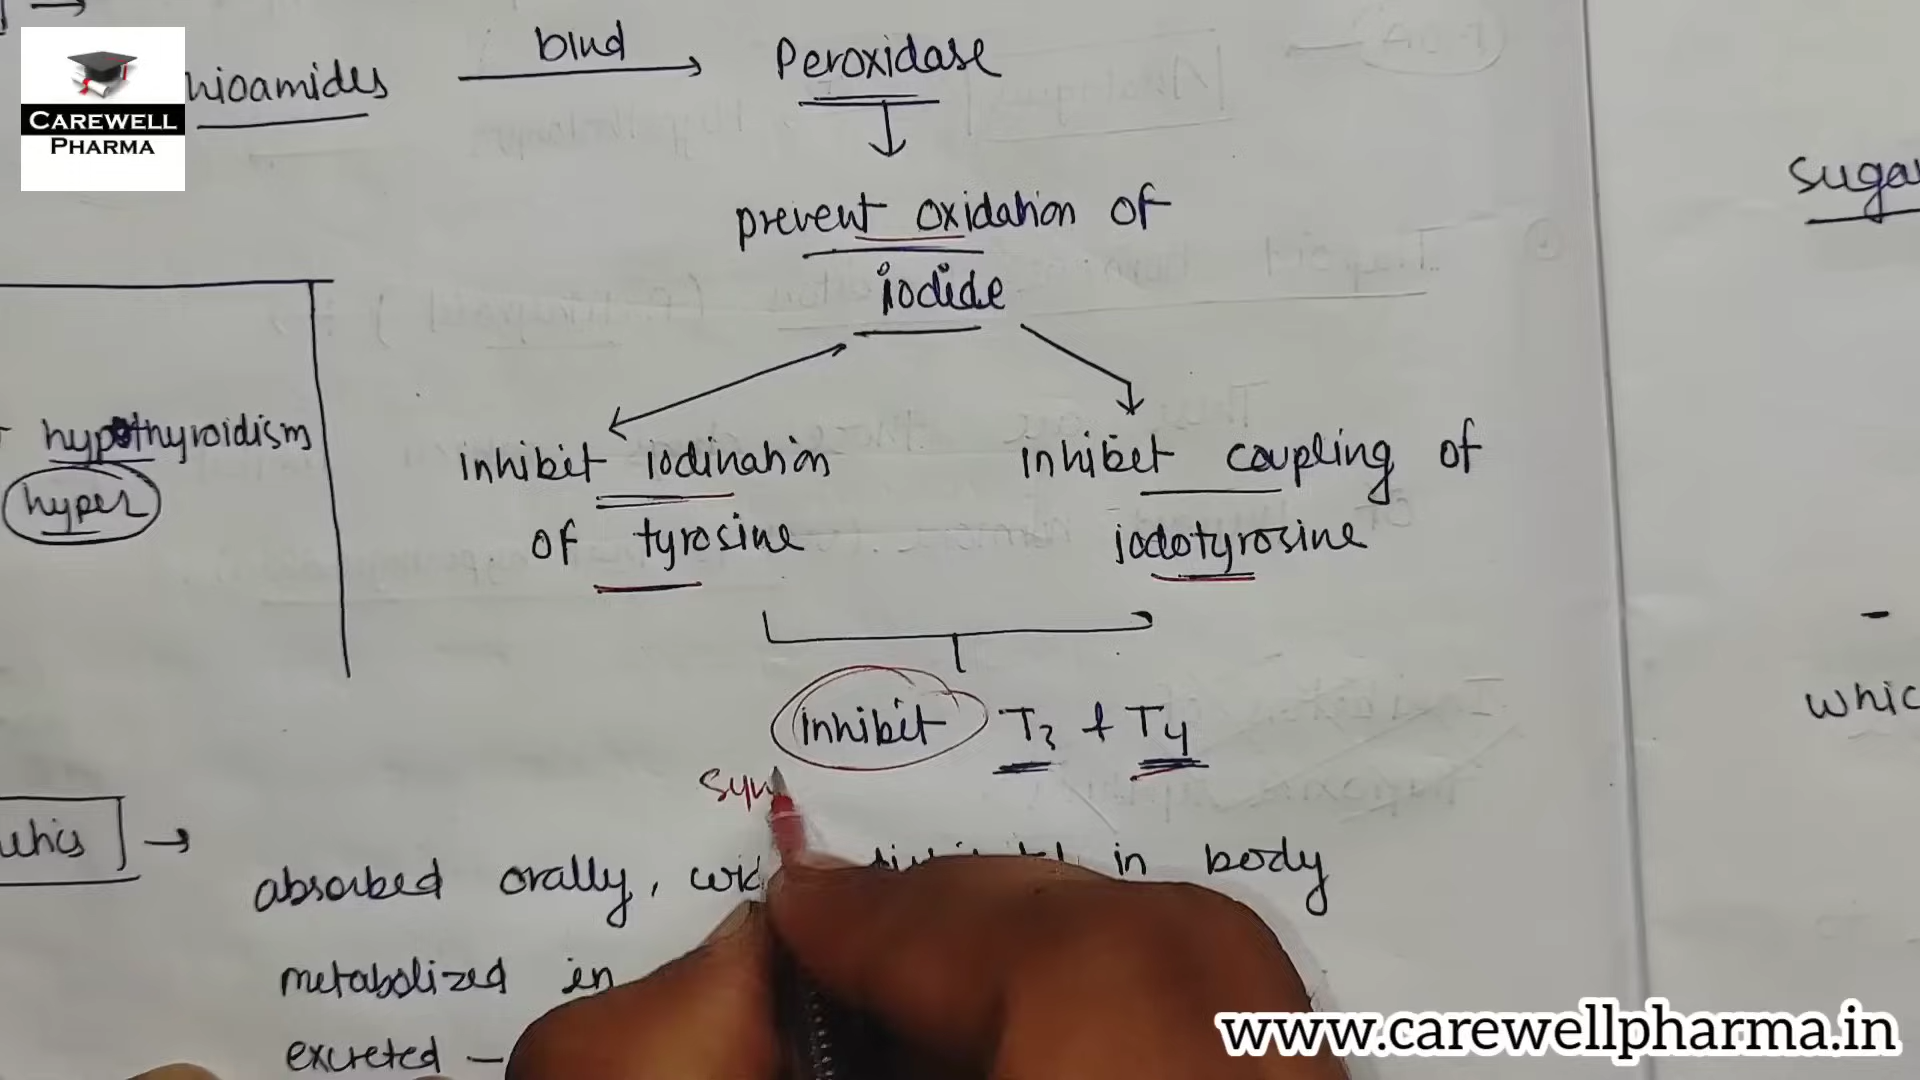 CAREWELL
PHARMA
hioamides bind Peroxidase
prevent oxidation of
iodide
hypothyroidism
hyper
inhibit iodination
of tyrosine
inhibit coupling of
iodotyrosine
inhibit T3 + T4
absorbed orally, in body
metabolized in
excreted –
www.carewellpharma.in